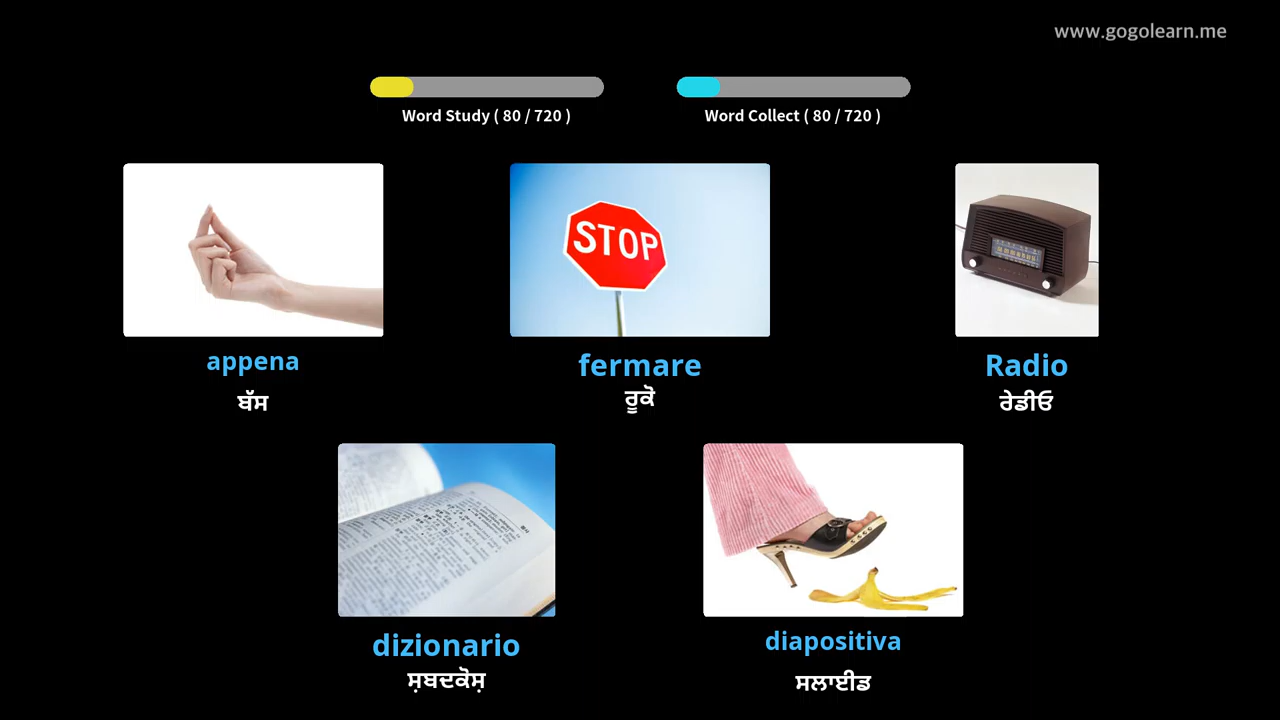 www.gogolearn.me
Word Study ( 80 / 720 )
Word Collect ( 80 / 720 )
STOP
appena
ਬੱਸ
fermare
ਰੂਕੋ
Radio
ਰੇਡੀਓ
dizionario
ਸ਼ਬਦਕੋਸ਼
diapositiva
ਸਲਾਈਡ